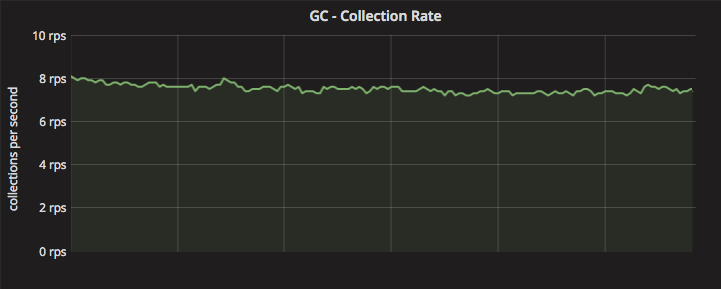 GC - Collection Rate
10 rps
8 rps
6 rps
4 rps
2 rps
0 rps
collections per second